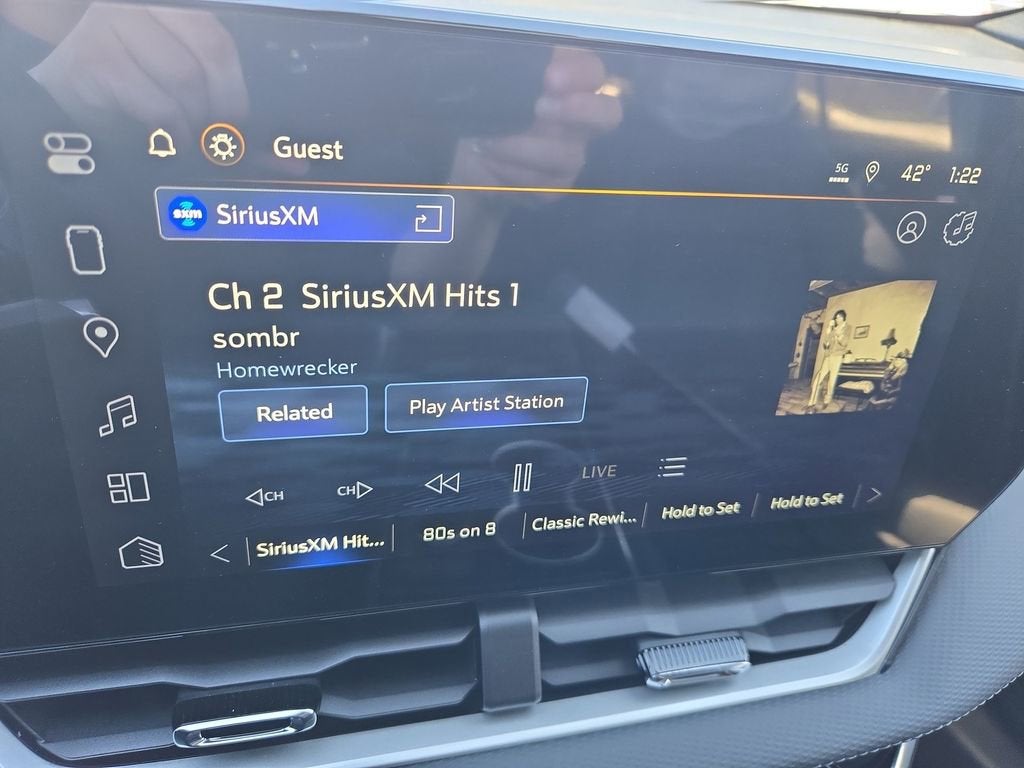 Guest
5G
42° 1:22
sxm SiriusXM
Ch 2 SiriusXM Hits 1
sombr
Homewrecker
Related
Play Artist Station
CH
CH
LIVE
SiriusXM Hit...
80s on 8
Classic Rewi...
Hold to Set
Hold to Set